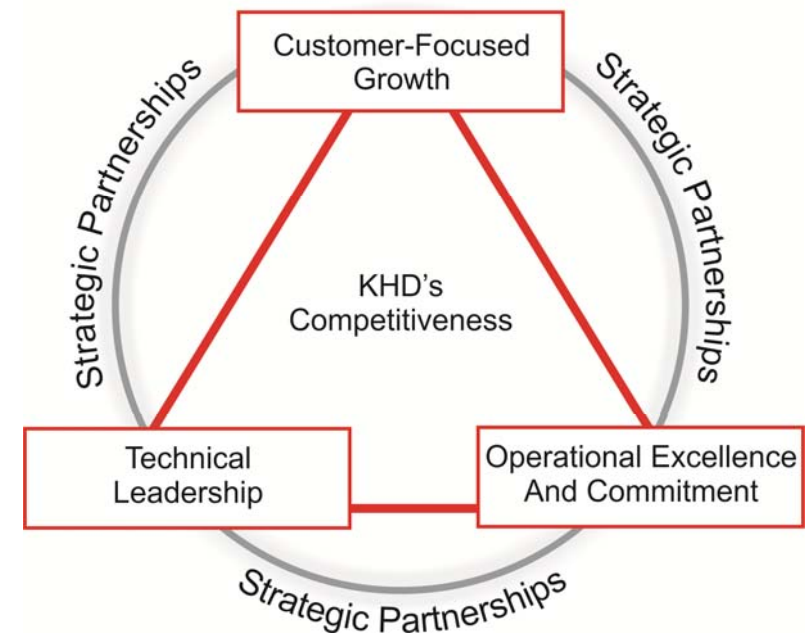 Customer-Focused
Growth
Strategic Partnerships
Strategic Partnerships
KHD's
Competitiveness
Technical
Leadership
Operational Excellence
And Commitment
Strategic Partnerships